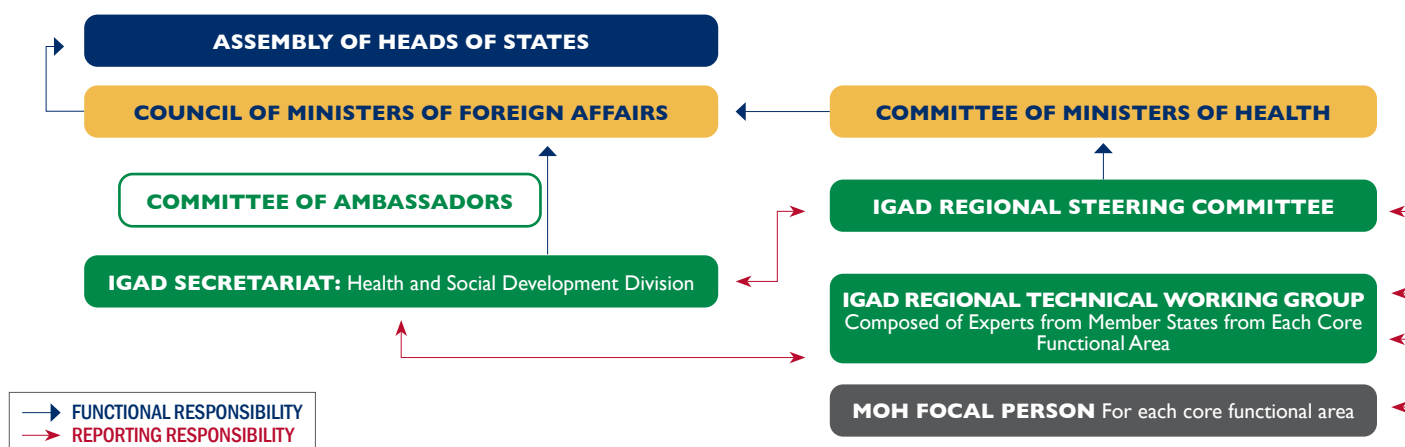 ASSEMBLY OF HEADS OF STATES
COUNCIL OF MINISTERS OF FOREIGN AFFAIRS
COMMITTEE OF MINISTERS OF HEALTH
COMMITTEE OF AMBASSADORS
IGAD REGIONAL STEERING COMMITTEE
IGAD SECRETARIAT: Health and Social Development Division
IGAD REGIONAL TECHNICAL WORKING GROUP
Composed of Experts from Member States from Each Core
Functional Area
MOH FOCAL PERSON For each core functional area
FUNCTIONAL RESPONSIBILITY
REPORTING RESPONSIBILITY